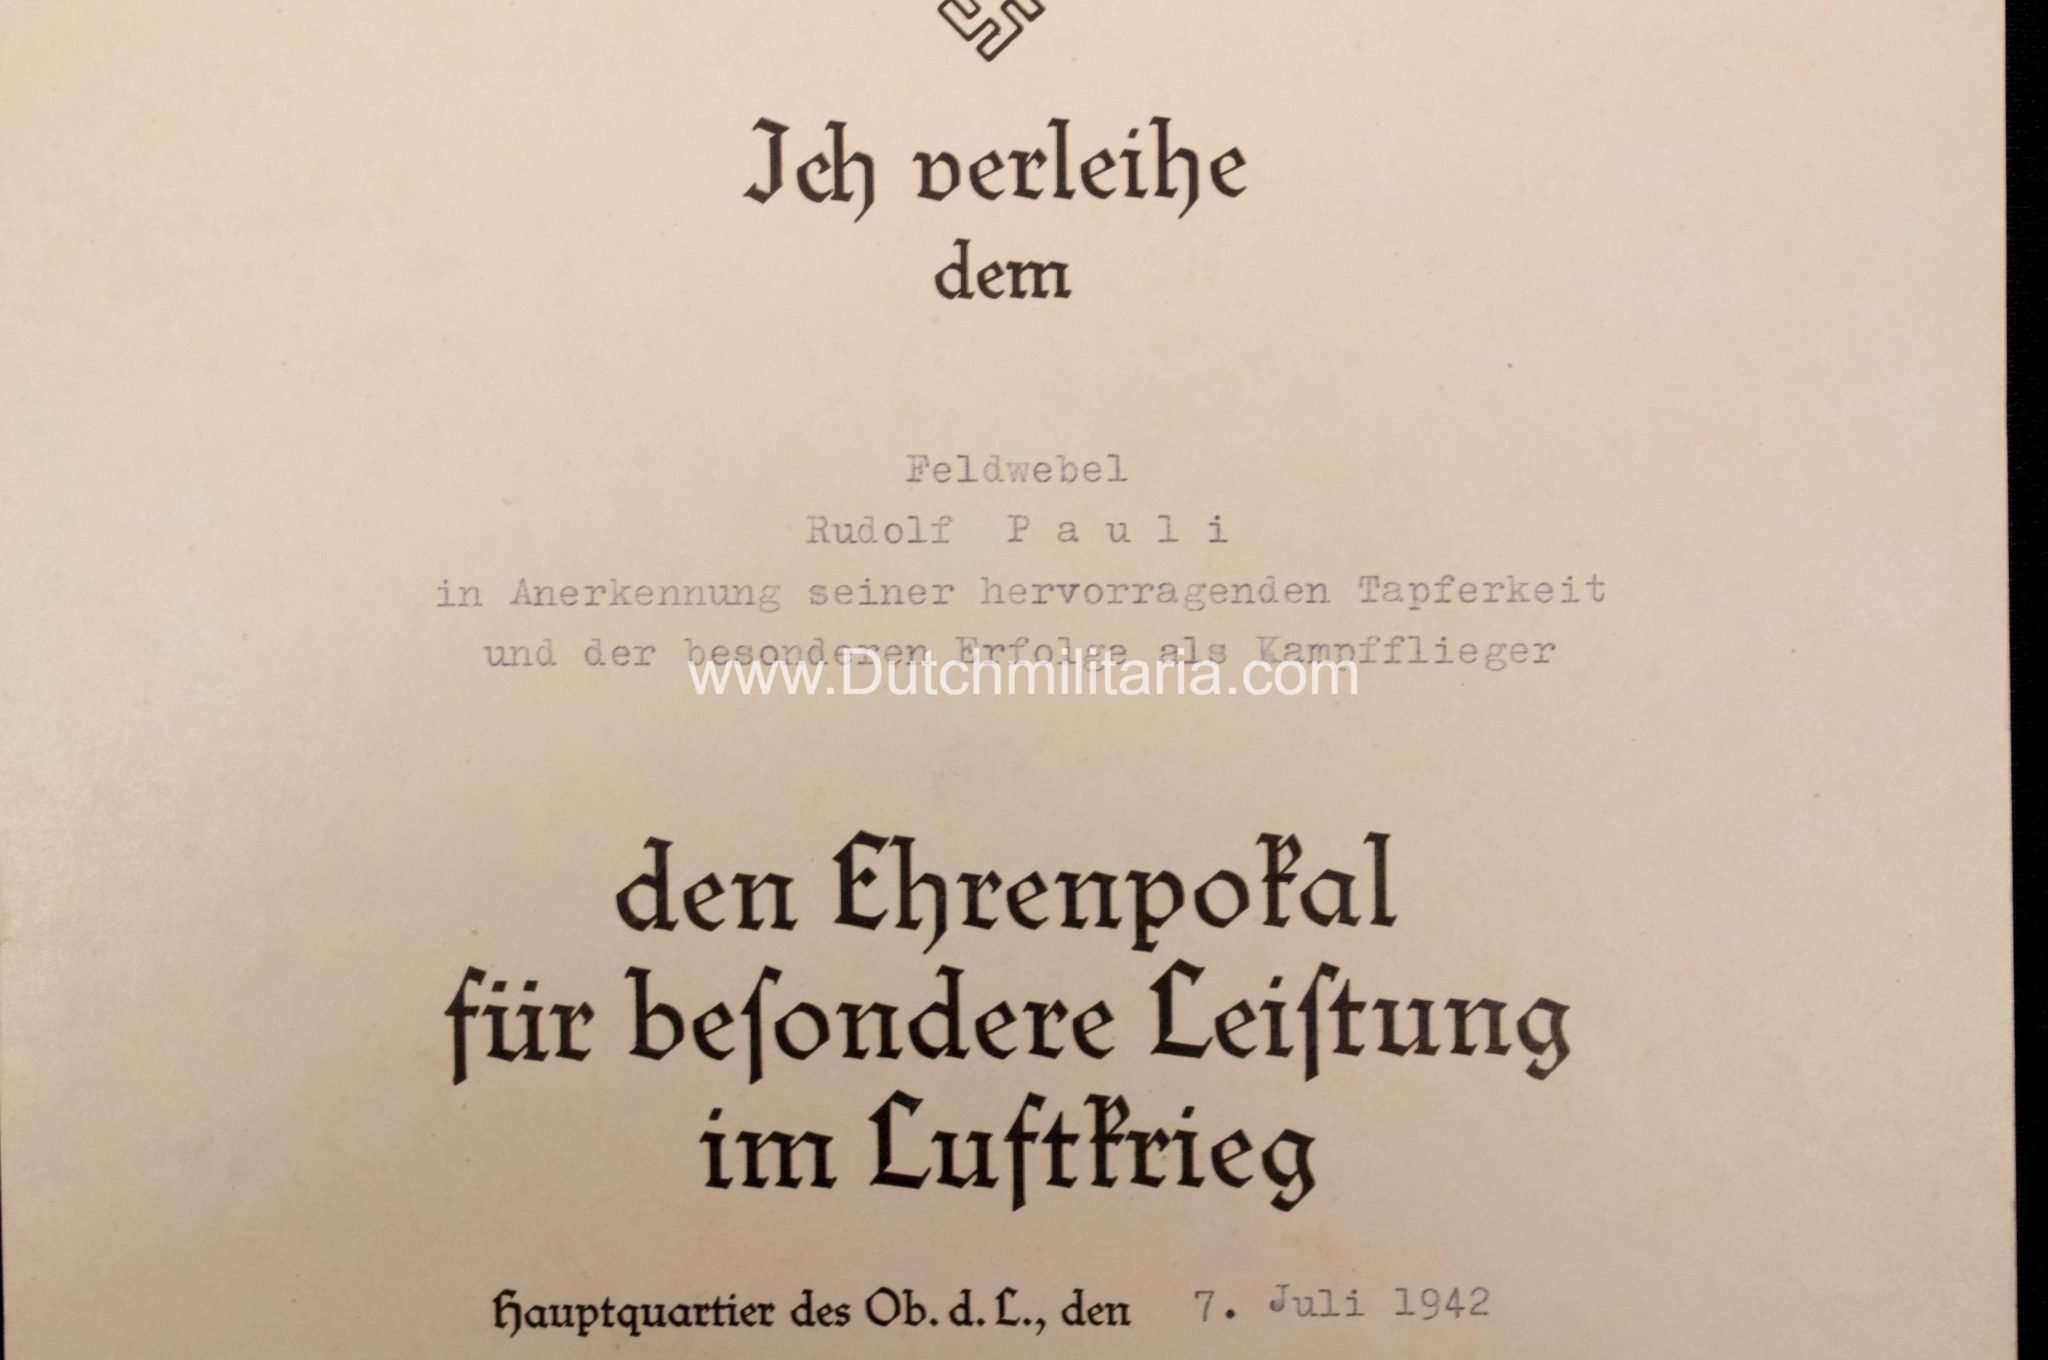 Ich verleihe
dem
Feldwebel
Rudolf P a u l i
in Anerkennung seiner hervorragenden Tapferkeit
und der besonderen Erfolge als Kampfflieger
www.Dutchmilitaria.com
den Ehrenpokal
für beſondere Leiſtung
im Luftkrieg
Hauptquartier des Ob. d. L., den 7. Juli 1942